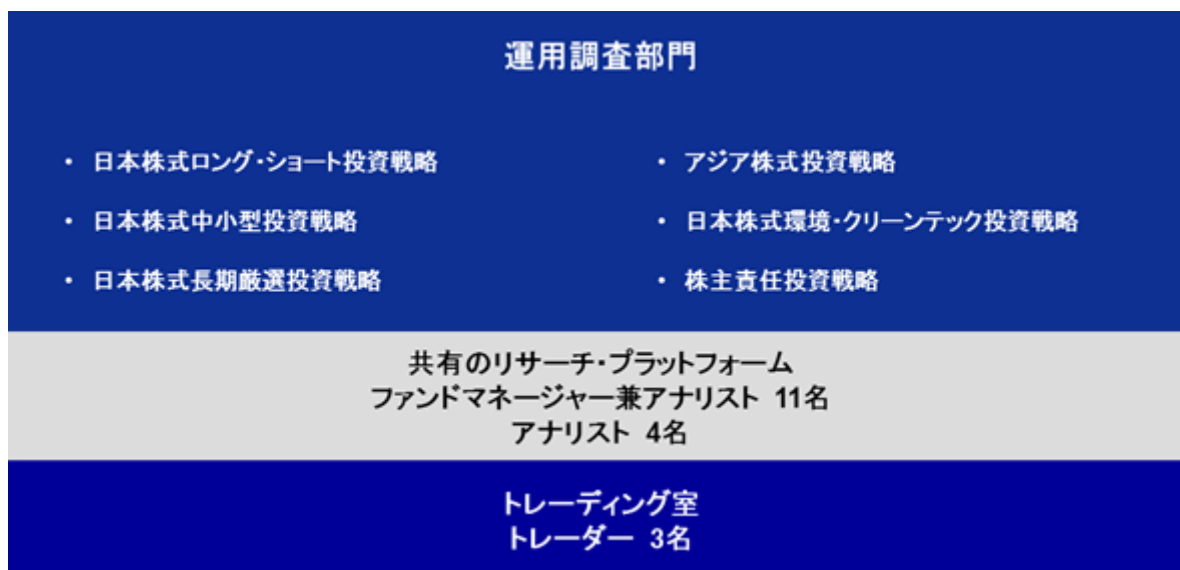 運用調査部門
・ 日本株式ロング・ショート投資戦略
・ 日本株式中小型投資戦略
・ 日本株式長期厳選投資戦略
・ アジア株式投資戦略
・ 日本株式環境・クリーンテック投資戦略
・ 株主責任投資戦略
共有のリサーチ・プラットフォーム
ファンドマネージャー兼アナリスト 11名
アナリスト 4名
トレーディング室
トレーダー 3名